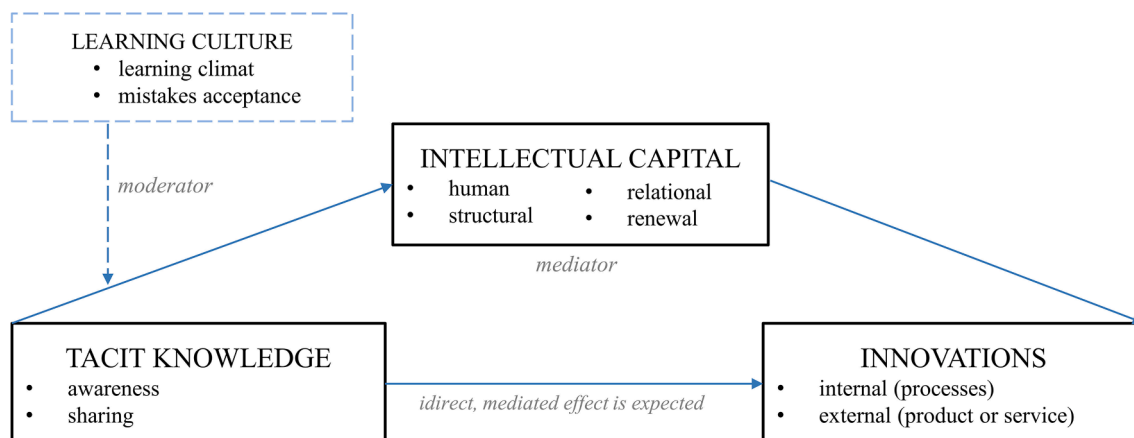 LEARNING CULTURE
• learning climat
• mistakes acceptance
moderator
INTELLECTUAL CAPITAL
• human • relational
• structural • renewal
mediator
TACIT KNOWLEDGE
• awareness
• sharing
idirect, mediated effect is expected
INNOVATIONS
• internal (processes)
• external (product or service)